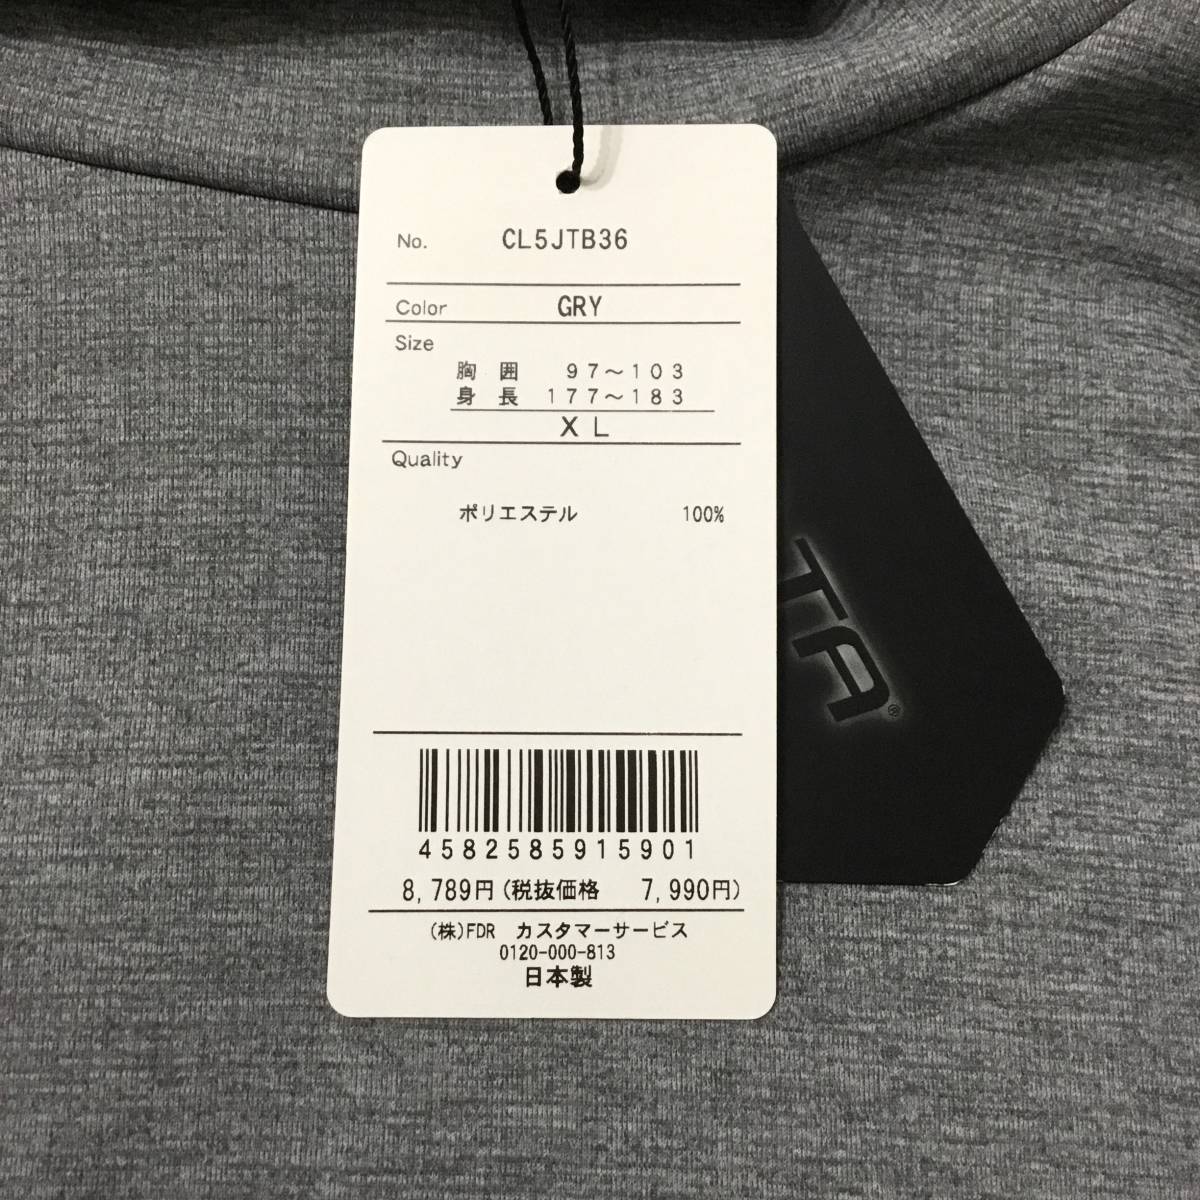 No. CL5JTB36
Color GRY
Size
胸 囲 97～103
身 長 177～183
XL
Quality
ポリエステル 100%
4582585915901
8,789円(税抜価格 7,990円)
(株)FDR カスタマーサービス
0120-000-813
日本製
TA®